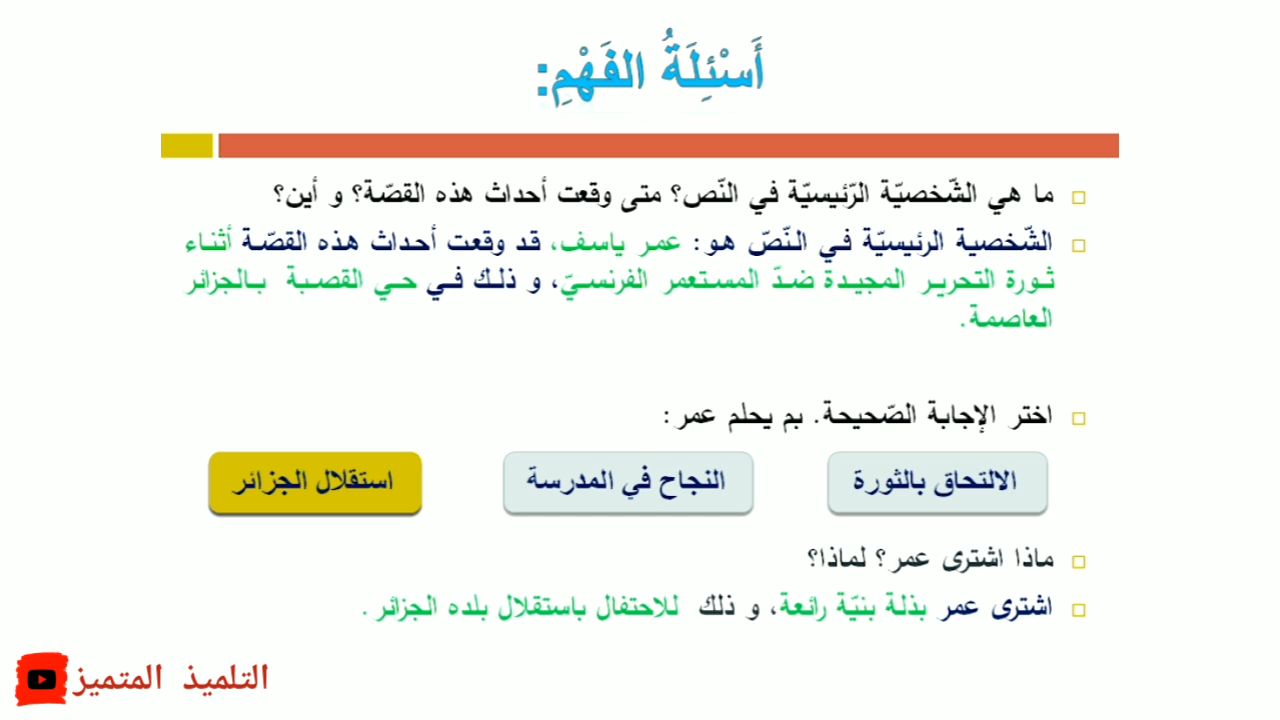 أَسْئِلَةُ الفَهْمِ:
ما هي الشّخصيّة الرّئيسيّة في النّص؟ متى وقعت أحداث هذه القصّة؟ و أين؟
الشّخصية الرئيسيّة في النّصّ هو: عمر ياسف، قد وقعت أحداث هذه القصّة أثناء
ثورة التحرير المجيدة ضدّ المستعمر الفرنسيّ، و ذلك في حي القصبة بالجزائر
العاصمة.
اختر الإجابة الصّحيحة. بم يحلم عمر:
الالتحاق بالثورة
النجاح في المدرسة
استقلال الجزائر
ماذا اشترى عمر؟ لماذا؟
اشترى عمر بذلة بنيّة رائعة، و ذلك للاحتفال باستقلال بلده الجزائر.
التلميذ المتميز